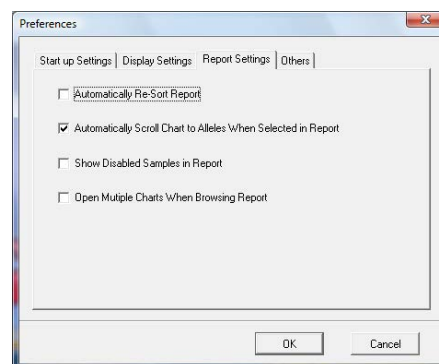 Preferences
Start up Settings Display Settings Report Settings Others
Automatically Re-Sort Report
Automatically Scroll Chart to Alleles When Selected in Report
Show Disabled Samples in Report
Open Mutiple Charts When Browsing Report
OK Cancel